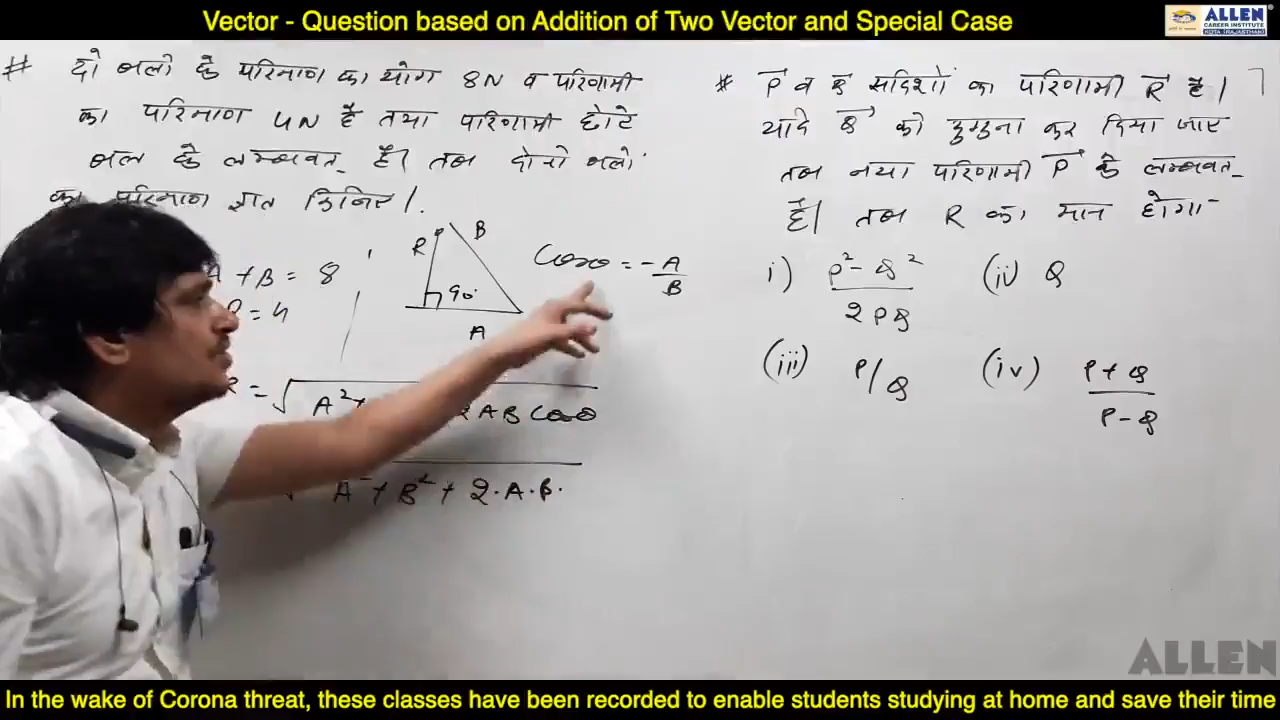 Vector - Question based on Addition of Two Vector and Special Case
ALLEN
CAREER INSTITUTE
KOTA (RAJASTHAN)
# दो बलो के परिमाण का योग 8N व परिणामी
का परिमाण 4N है तथा परिणामी छोटे
बल के लम्बवत् है। तब दोनो बलो
का परिमाण ज्ञात किजिए।
A + B = 8
= 4
R
B
90°
A
Cosθ = -A/B
= √ A² 2ABCosθ
√ A² + B² + 2·A·B·
* P⃗ व Q⃗ सदिशों का परिणामी R⃗ है।
यदि Q⃗ को दुगुना कर दिया जाए
तब नया परिणामी P⃗ के लम्बवत्
है। तब R का मान होगा-
i) P² - Q² / 2PQ (ii) Q
(iii) P/Q (iv) P+Q / P-Q
ALLEN
In the wake of Corona threat, these classes have been recorded to enable students studying at home and save their time